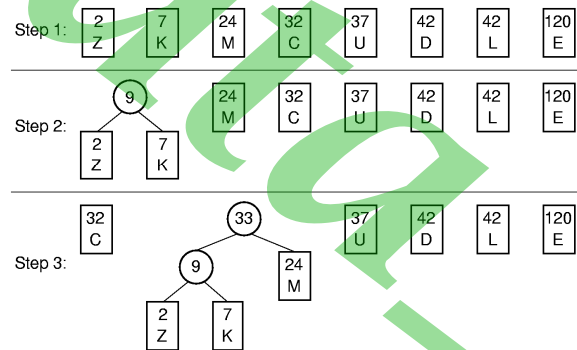 Step 1:
2 7 24 32 37 42 42 120
Z K M C U D L E
Step 2:
9
24 32 37 42 42 120
M C U D L E
2 7
Z K
Step 3:
32 33 37 42 42 120
C U D L E
9 24
M
2 7
Z K